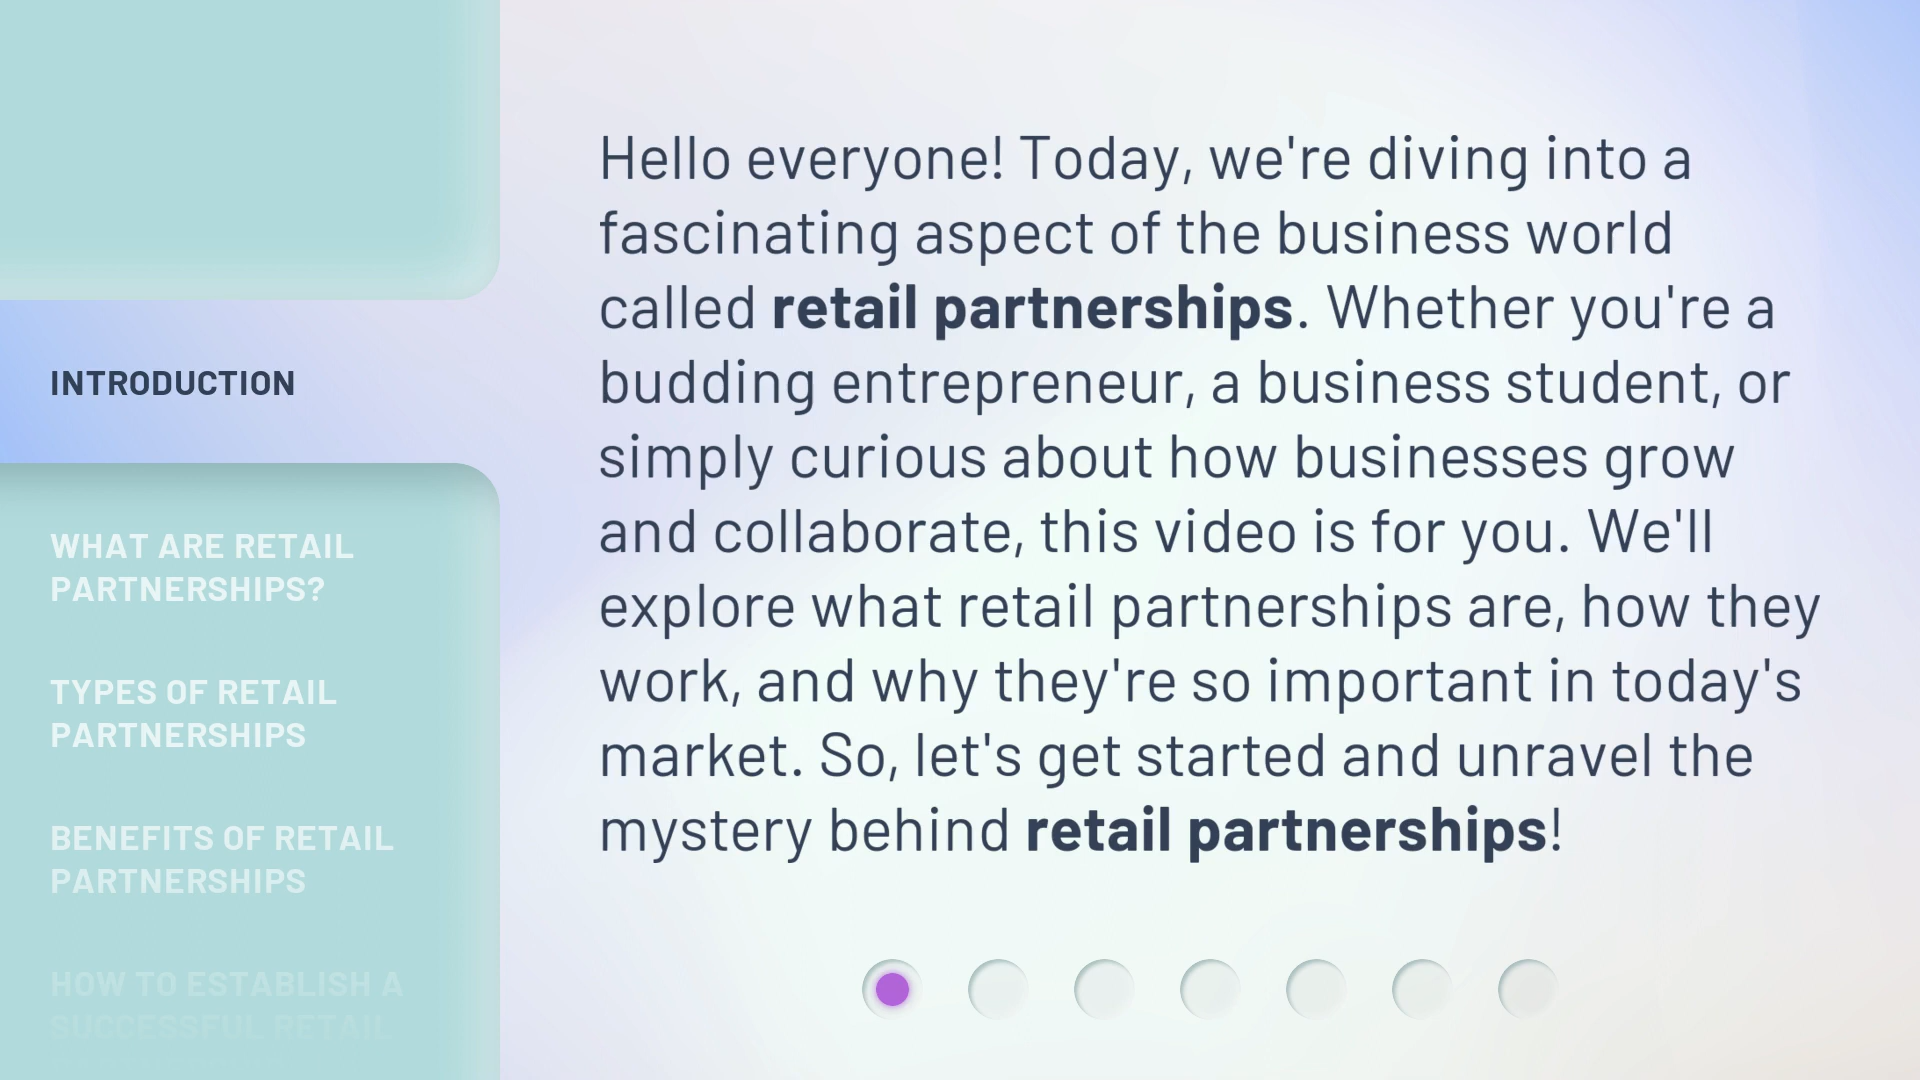 INTRODUCTION
WHAT ARE RETAIL
PARTNERSHIPS?
TYPES OF RETAIL
PARTNERSHIPS
BENEFITS OF RETAIL
PARTNERSHIPS
HOW TO ESTABLISH A
SUCCESSFUL RETAIL
Hello everyone! Today, we're diving into a
fascinating aspect of the business world
called retail partnerships. Whether you're a
budding entrepreneur, a business student, or
simply curious about how businesses grow
and collaborate, this video is for you. We'll
explore what retail partnerships are, how they
work, and why they're so important in today's
market. So, let's get started and unravel the
mystery behind retail partnerships!